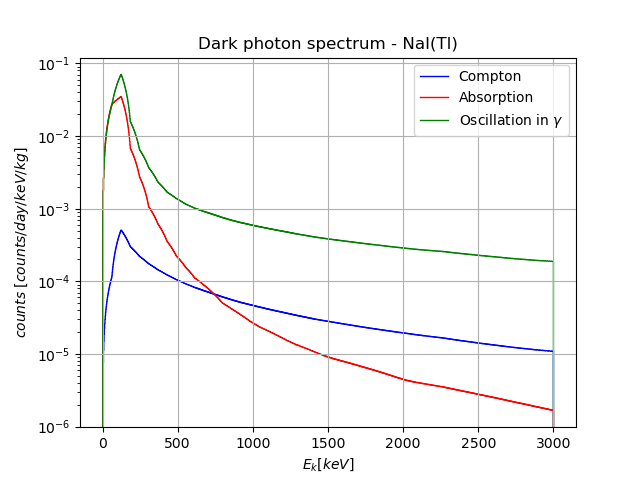 Dark photon spectrum - NaI(Tl)
Compton
Absorption
Oscillation in γ
counts [counts/day/keV/kg]
10⁻¹
10⁻²
10⁻³
10⁻⁴
10⁻⁵
10⁻⁶
0 500 1000 1500 2000 2500 3000
E_k[keV]